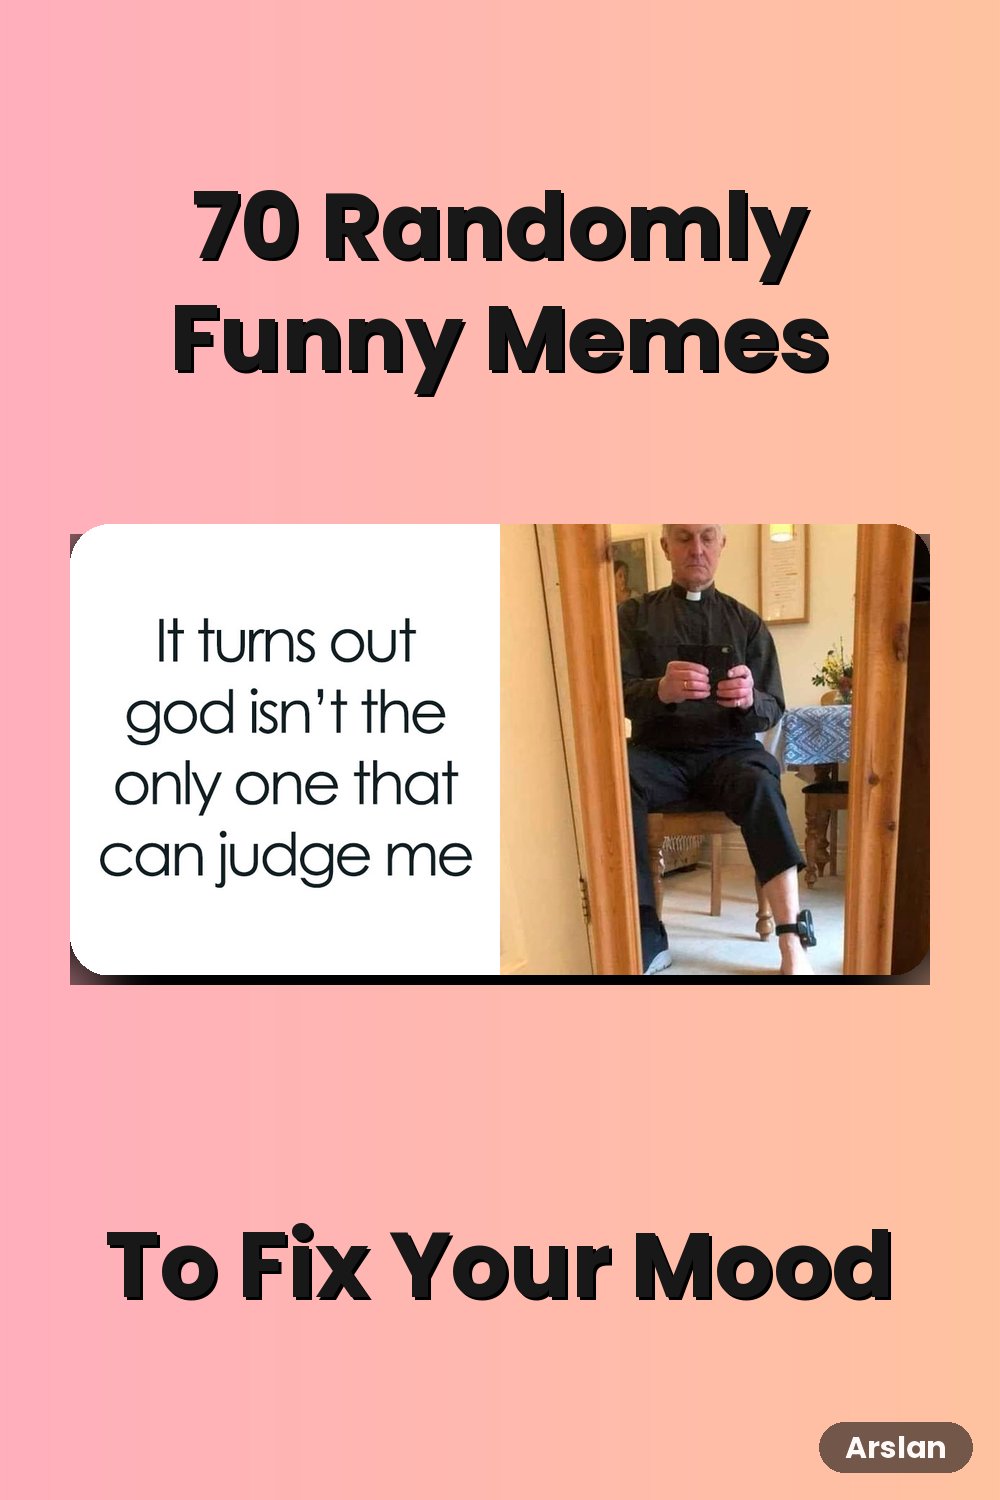 70 Randomly
Funny Memes
It turns out
god isn't the
only one that
can judge me
To Fix Your Mood
Arslan